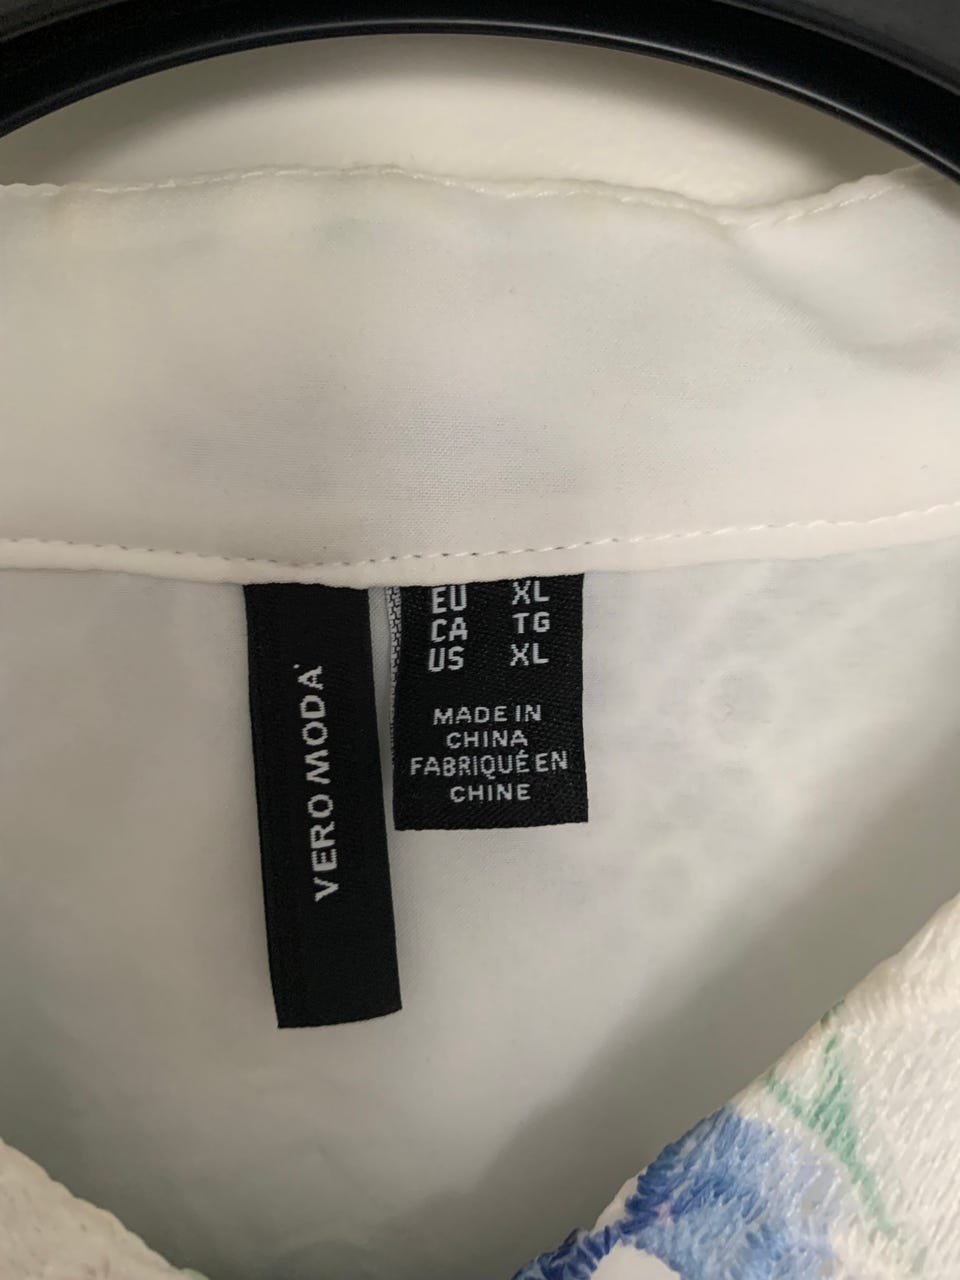 VERO MODA
EU XL
CA TG
US XL
MADE IN
CHINA
FABRIQUÉ EN
CHINE